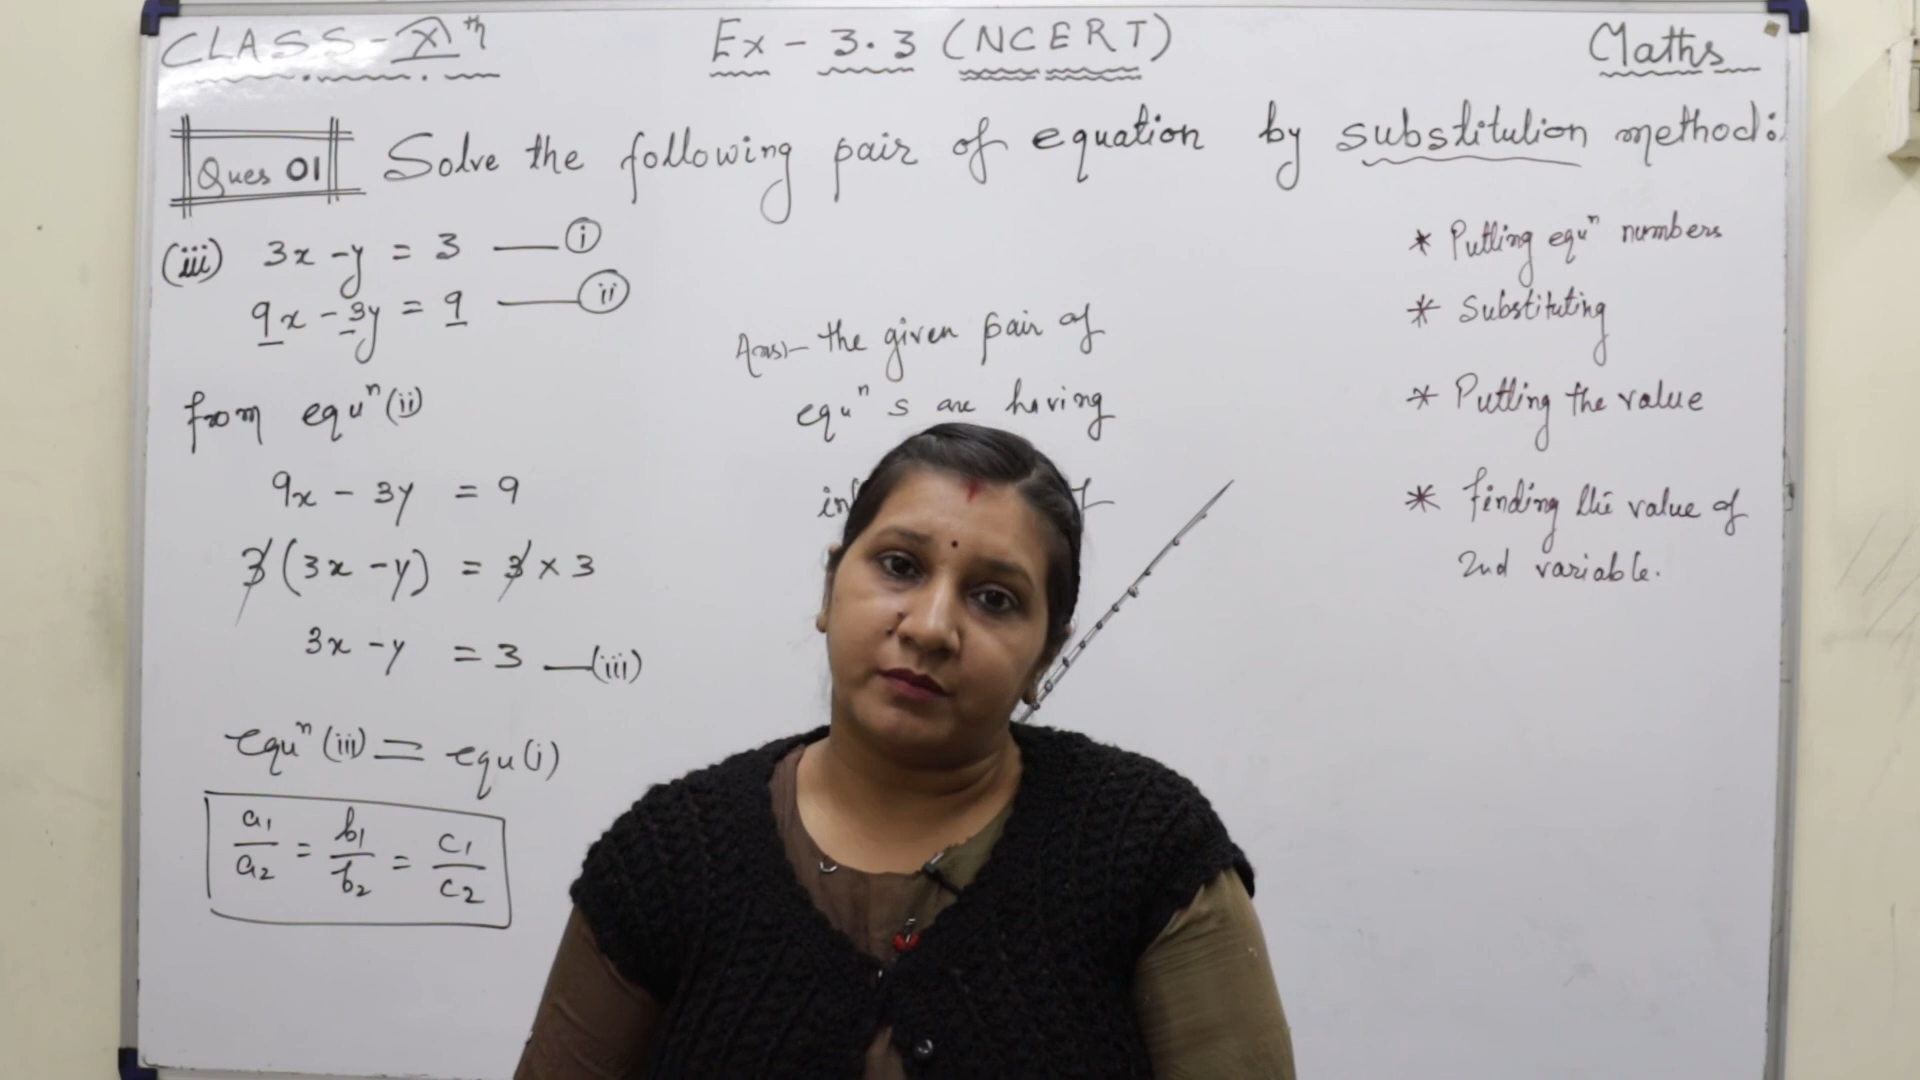 CLASS - Xth
Ex - 3.3 (NCERT)
Maths
Ques 01
Solve the following pair of equation by substitution method:
(iii) 3x - y = 3 — (i)
9x - 3y = 9 — (ii)
from equⁿ (ii)
9x - 3y = 9
3(3x - y) = 3 × 3
3x - y = 3 — (iii)
equⁿ (iii) = equ (i)
a1/a2 = b1/b2 = c1/c2
Ans:- the given pair of
equⁿ s are having
* Putting equⁿ numbers
* Substituting
* Putting the value
* finding the value of
2nd variable.